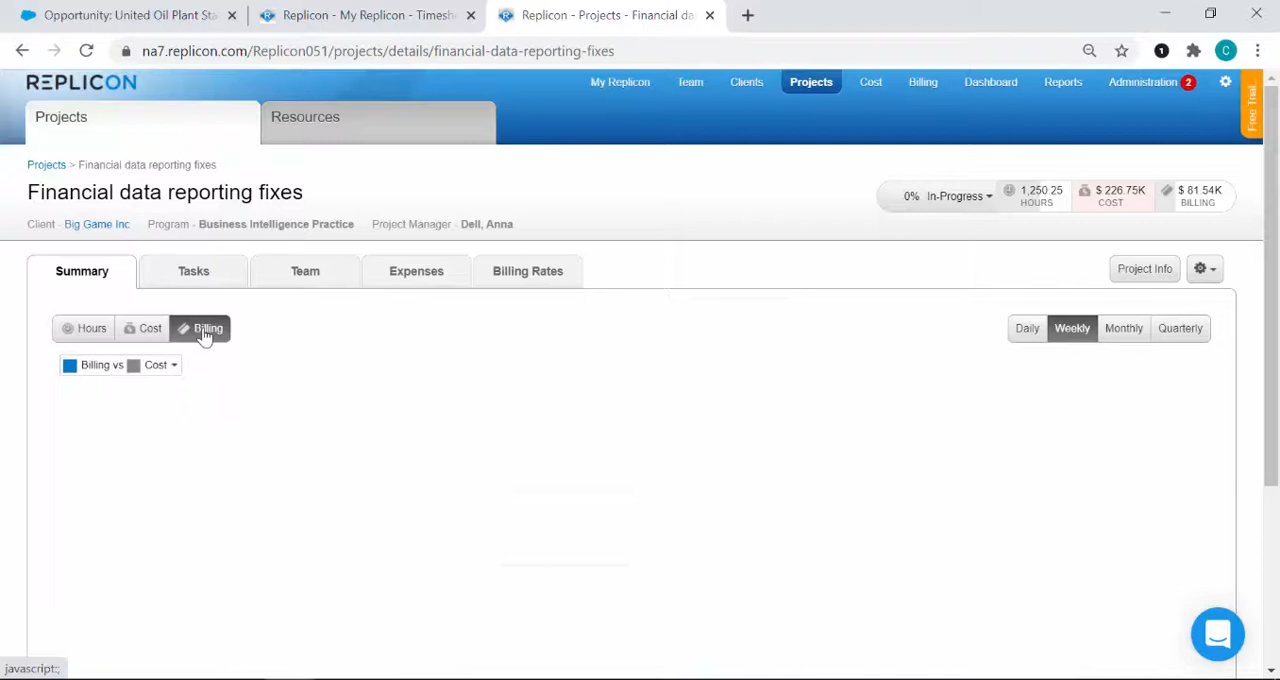 Opportunity: United Oil Plant Sta
Replicon - My Replicon - Timeshe
Replicon - Projects - Financial da
na7.replicon.com/Replicon051/projects/details/financial-data-reporting-fixes
1
C
REPLICON
My Replicon
Team
Clients
Projects
Cost
Billing
Dashboard
Reports
Administration 2
Free Trial
Projects
Resources
Projects > Financial data reporting fixes
Financial data reporting fixes
0% In-Progress
1,250.25
HOURS
$ 226.75K
COST
$ 81.54K
BILLING
Client - Big Game Inc Program - Business Intelligence Practice Project Manager - Dell, Anna
Summary
Tasks
Team
Expenses
Billing Rates
Project Info
Hours
Cost
Billing
Daily
Weekly
Monthly
Quarterly
Billing vs Cost
javascript:;